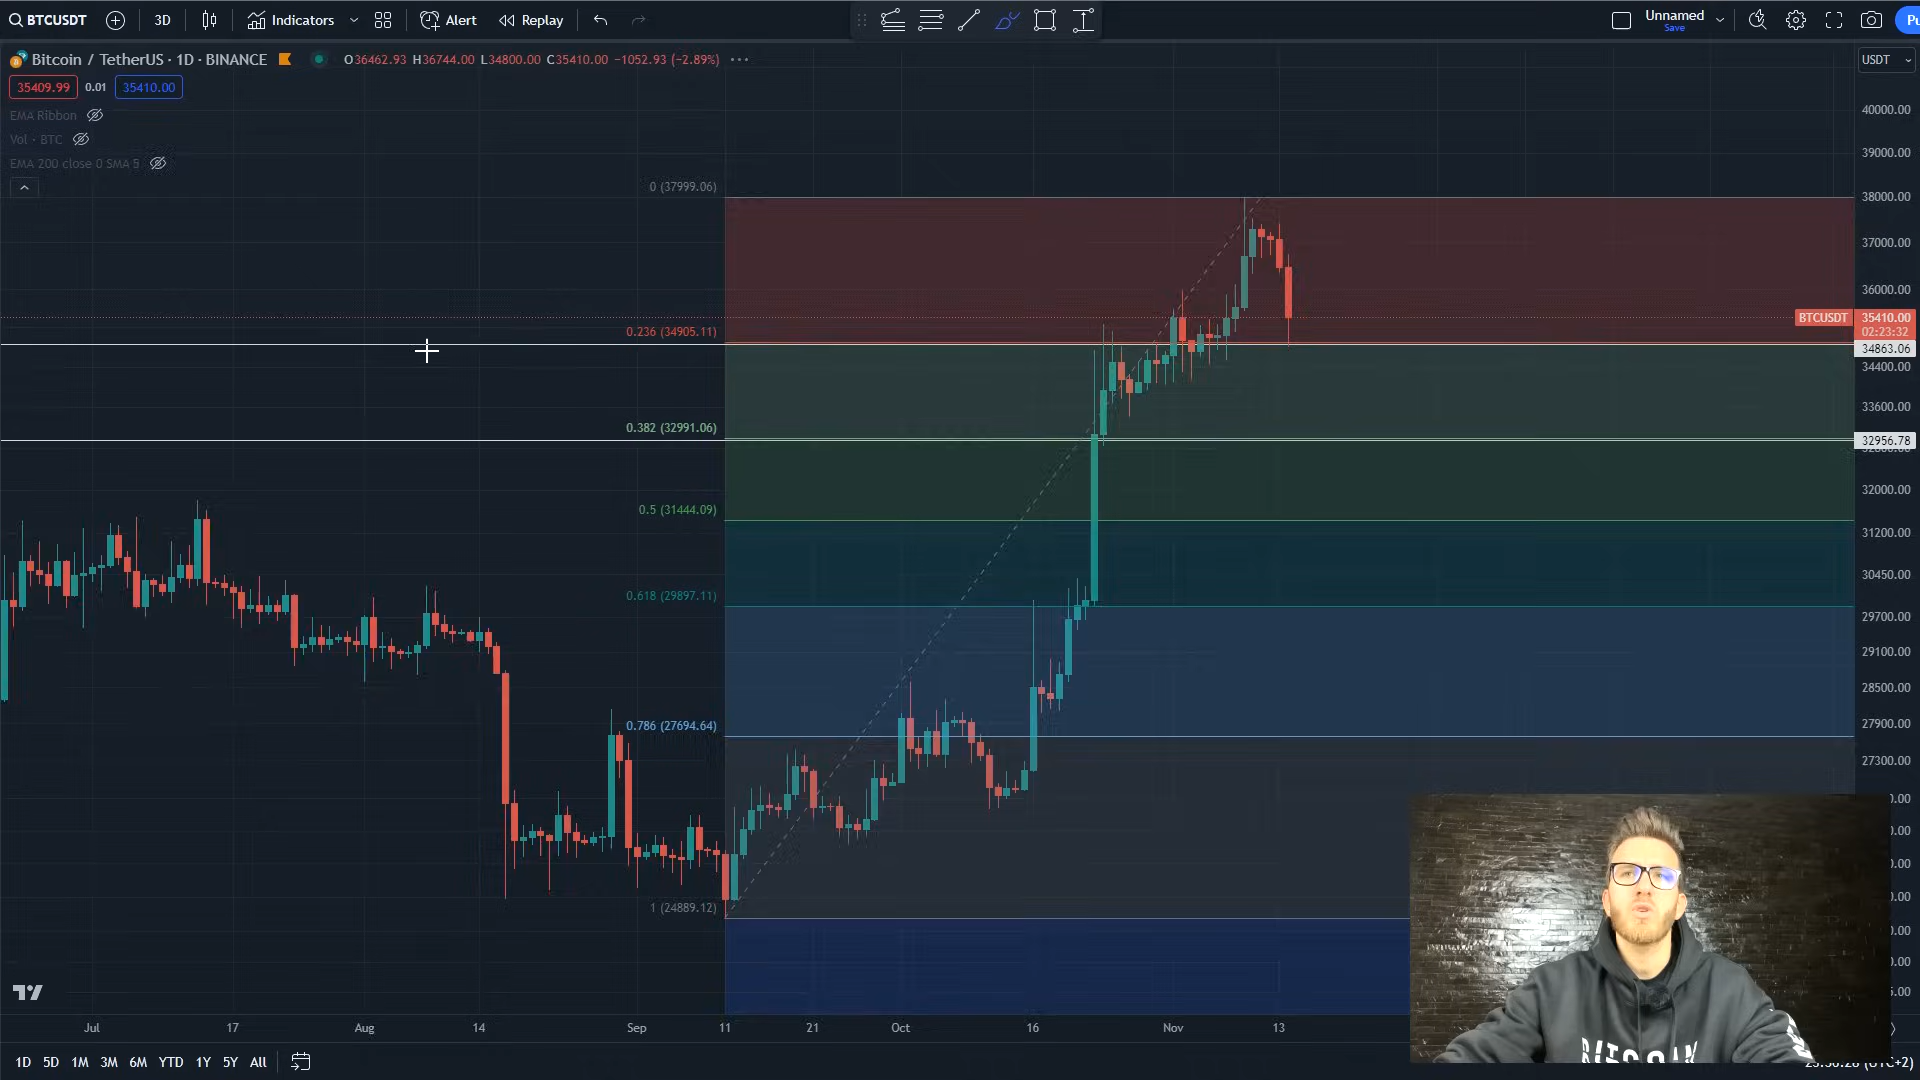 BTCUSDT 3D Indicators Alert Replay Unnamed Save Pu
Bitcoin / TetherUS · 1D · BINANCE O36462.93 H36744.00 L34800.00 C35410.00 −1052.93 (−2.89%) USDT
35409.99 0.01 35410.00
EMA Ribbon
Vol · BTC
EMA 200 close 0 SMA 5
0 (37999.06)
0.236 (34905.11)
0.382 (32991.06)
0.5 (31444.09)
0.618 (29897.11)
0.786 (27694.64)
1 (24889.12)
40000.00
39000.00
38000.00
37000.00
36000.00
BTCUSDT 35410.00
02:23:32
34863.06
34400.00
33600.00
32956.78
32000.00
31200.00
30450.00
29700.00
29100.00
28500.00
27900.00
27300.00
Jul 17 Aug 14 Sep 11 21 Oct 16 Nov 13
1D 5D 1M 3M 6M YTD 1Y 5Y All